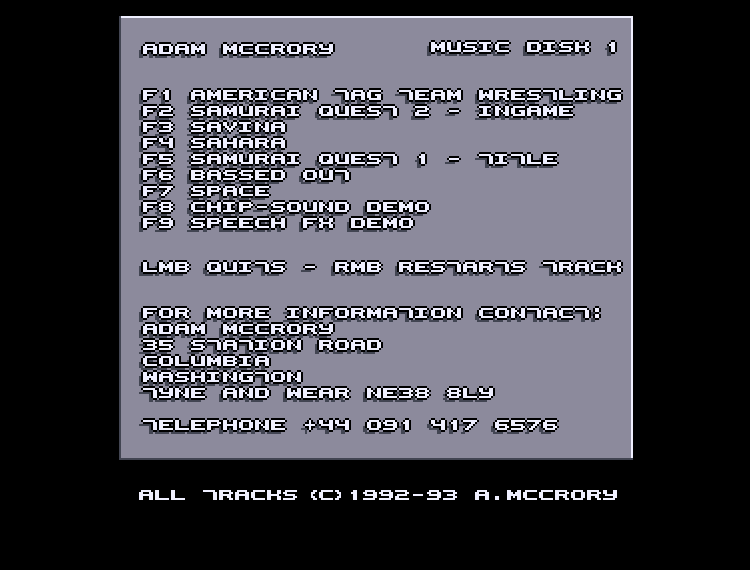 ADAM MCCRORY MUSIC DISK 1
F1 AMERICAN TAG TEAM WRESTLING
F2 SAMURAI QUEST 2 - INGAME
F3 SAVINA
F4 SAHARA
F5 SAMURAI QUEST 1 - TITLE
F6 BASSED OUT
F7 SPACE
F8 CHIP-SOUND DEMO
F9 SPEECH FX DEMO
LMB QUITS - RMB RESTARTS TRACK
FOR MORE INFORMATION CONTACT:
ADAM MCCRORY
35 STATION ROAD
COLUMBIA
WASHINGTON
TYNE AND WEAR NE38 8LY
TELEPHONE +44 091 417 6576
ALL TRACKS (C) 1992-93 A.MCCRORY